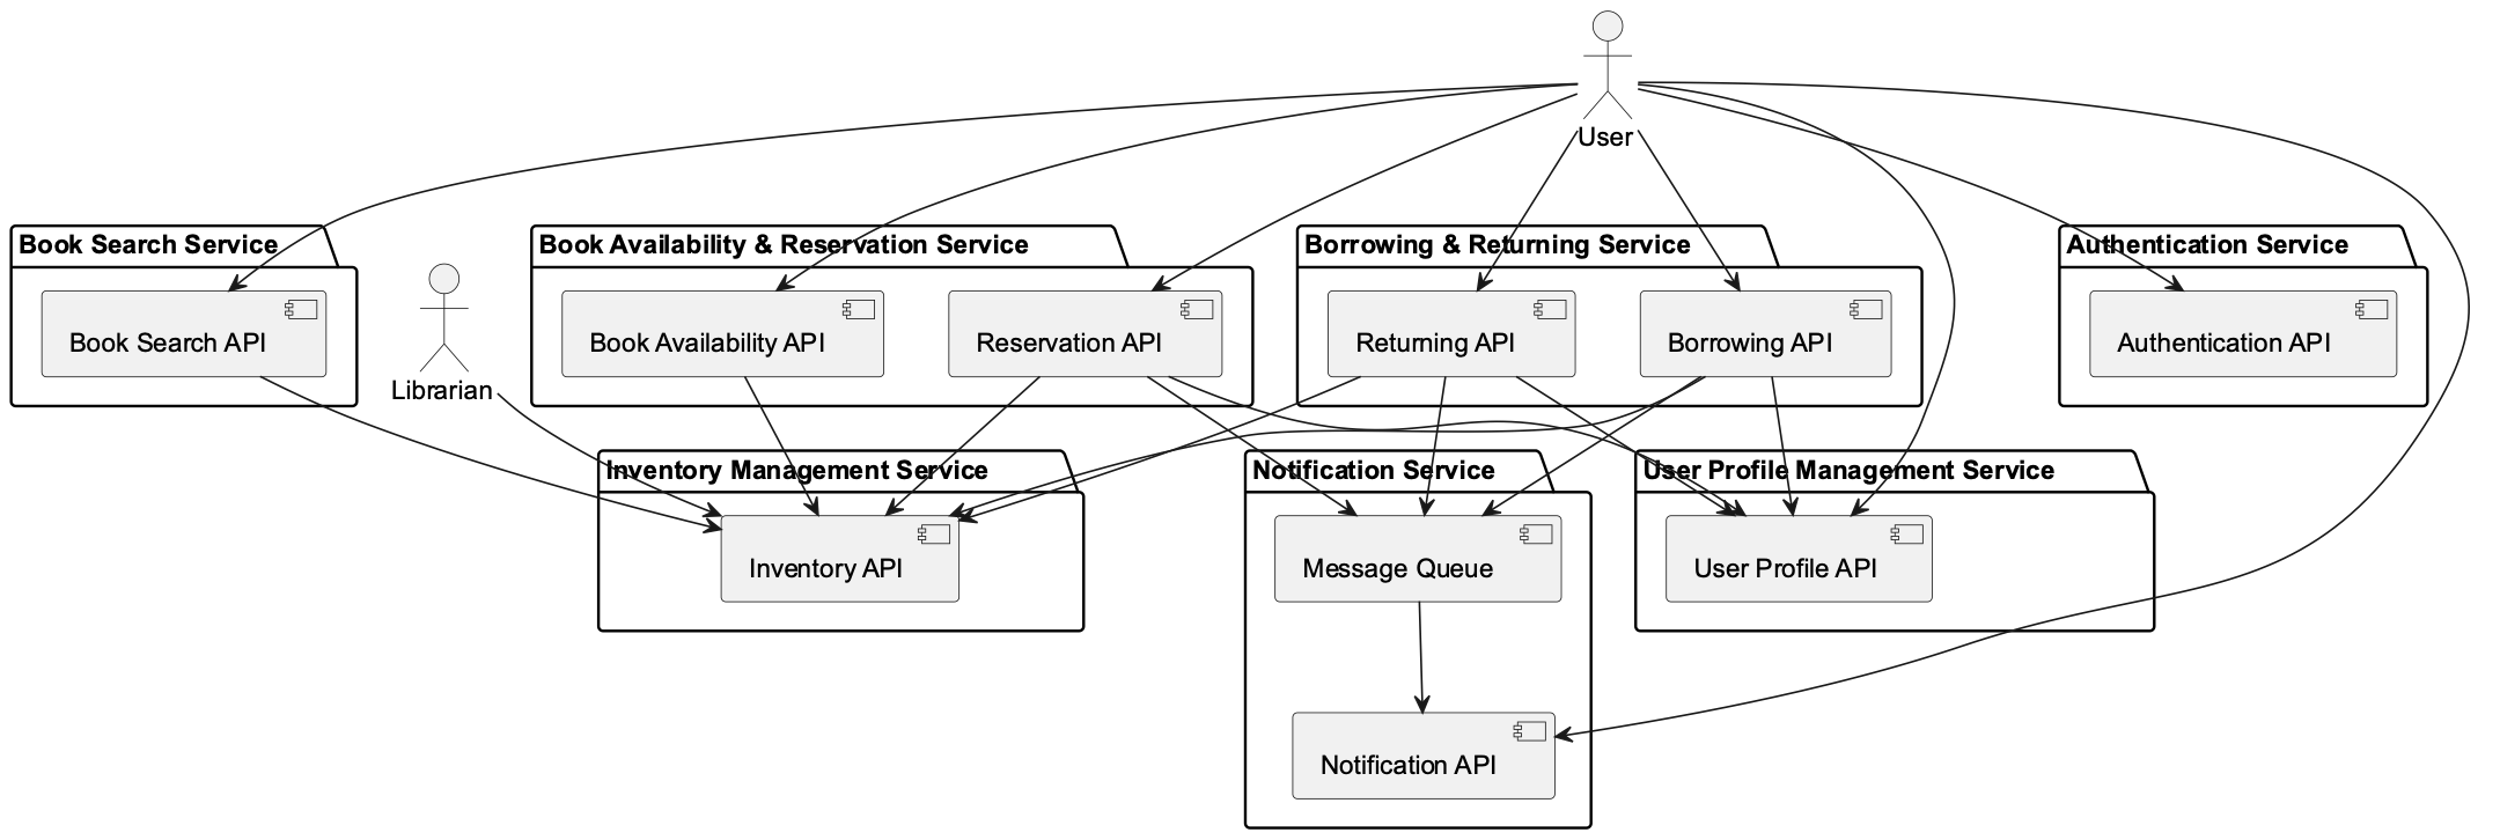 User
Book Search Service
Book Availability & Reservation Service
Borrowing & Returning Service
Authentication Service
Book Search API
Librarian
Book Availability API
Reservation API
Returning API
Borrowing API
Authentication API
Inventory Management Service
Notification Service
User Profile Management Service
Inventory API
Message Queue
User Profile API
Notification API